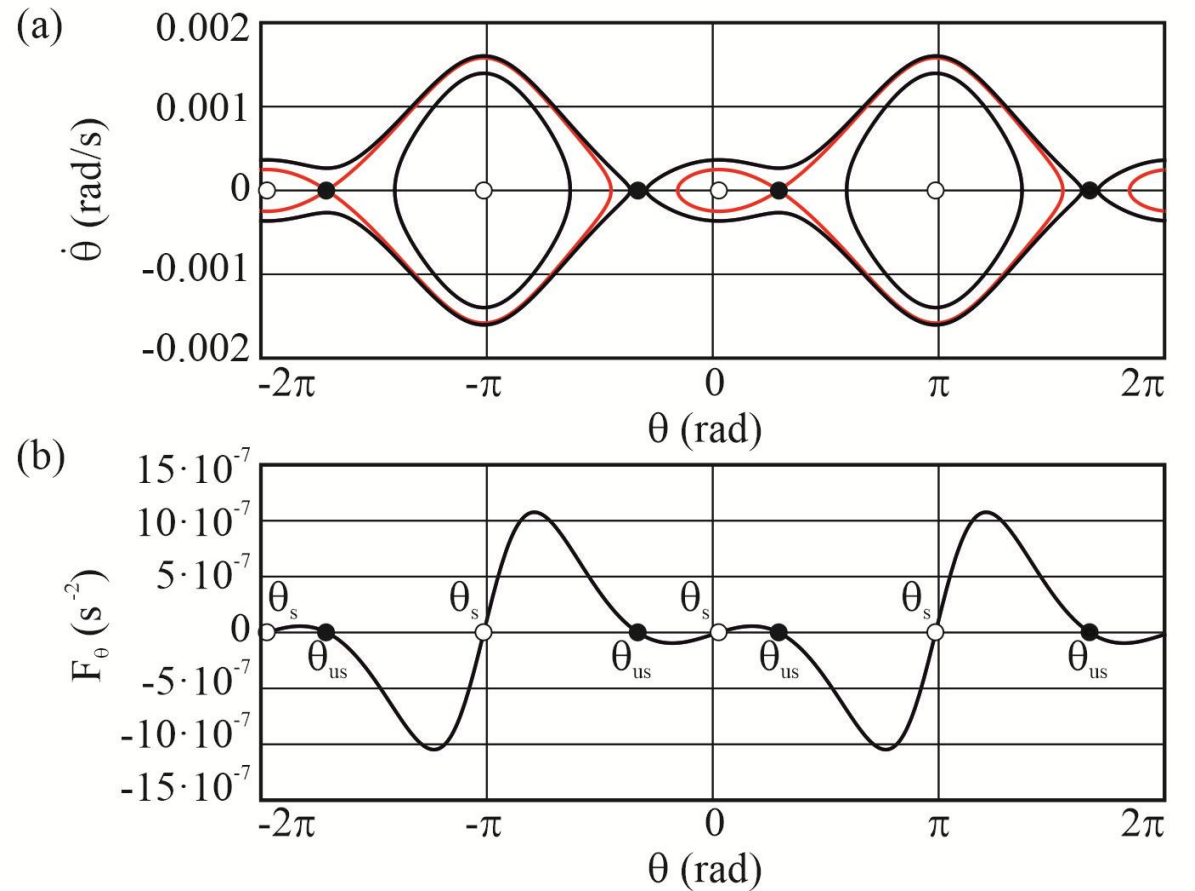 (a)
0.002
0.001
0
-0.001
-0.002
θ̇ (rad/s)
-2π -π 0 π 2π
θ (rad)
(b)
15·10⁻⁷
10·10⁻⁷
5·10⁻⁷
0
-5·10⁻⁷
-10·10⁻⁷
-15·10⁻⁷
F_θ (s⁻²)
θ_s θ_s θ_s θ_s
θ_us θ_us θ_us θ_us
-2π -π 0 π 2π
θ (rad)